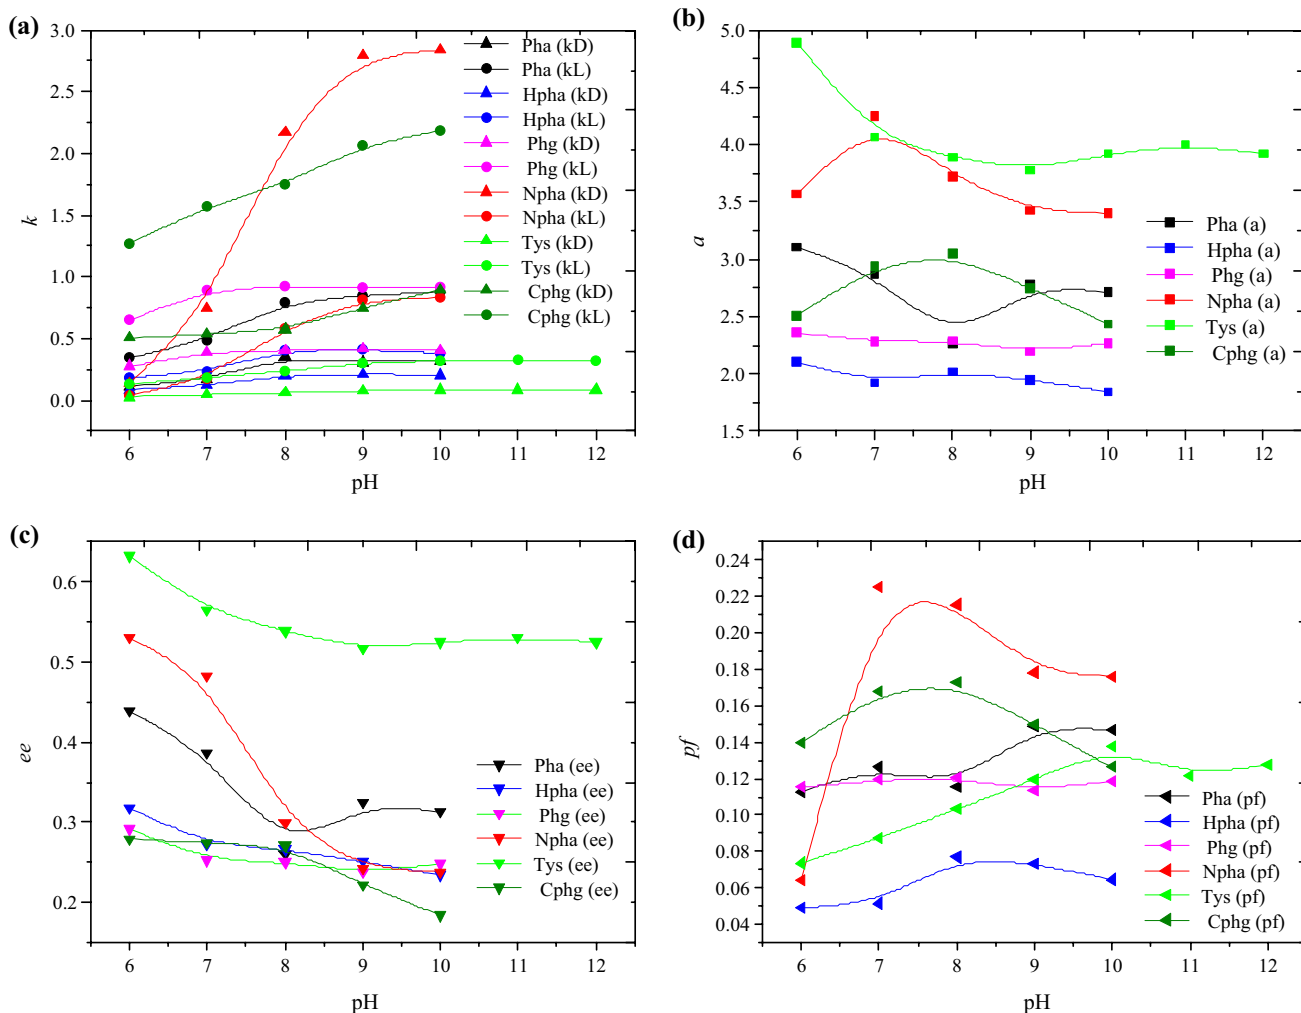 (a)
3.0
2.5
2.0
1.5
1.0
0.5
0.0
k
6 7 8 9 10 11 12
pH
Pha (kD)
Pha (kL)
Hpha (kD)
Hpha (kL)
Phg (kD)
Phg (kL)
Npha (kD)
Npha (kL)
Tys (kD)
Tys (kL)
Cphg (kD)
Cphg (kL)
(b)
5.0
4.5
4.0
3.5
3.0
2.5
2.0
1.5
a
6 7 8 9 10 11 12
pH
Pha (a)
Hpha (a)
Phg (a)
Npha (a)
Tys (a)
Cphg (a)
(c)
0.6
0.5
0.4
0.3
0.2
ee
6 7 8 9 10 11 12
pH
Pha (ee)
Hpha (ee)
Phg (ee)
Npha (ee)
Tys (ee)
Cphg (ee)
(d)
0.24
0.22
0.20
0.18
0.16
0.14
0.12
0.10
0.08
0.06
0.04
pf
6 7 8 9 10 11 12
pH
Pha (pf)
Hpha (pf)
Phg (pf)
Npha (pf)
Tys (pf)
Cphg (pf)